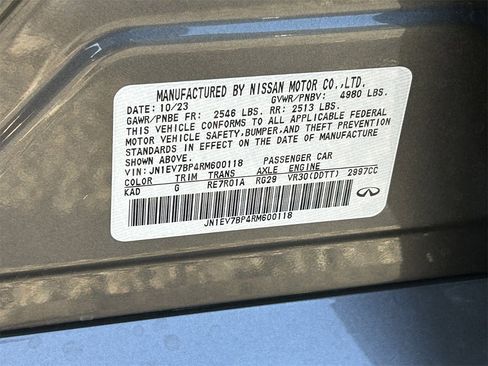 MANUFACTURED BY NISSAN MOTOR CO.,LTD.
DATE: 10/23 GVWR/PNBV: 4980 LBS.
GAWR/PNBE FR: 2546 LBS. RR: 2513 LBS.
THIS VEHICLE CONFORMS TO ALL APPLICABLE FEDERAL
MOTOR VEHICLE SAFETY,BUMPER,AND THEFT PREVENTION
STANDARDS IN EFFECT ON THE DATE OF MANUFACTURE
SHOWN ABOVE.
VIN: JN1EV7BP4RM600118 PASSENGER CAR
COLOR TRIM TRANS AXLE ENGINE
KAD G RE7R01A RG29 VR30(DDTT) 2997CC
JN1EV7BP4RM600118